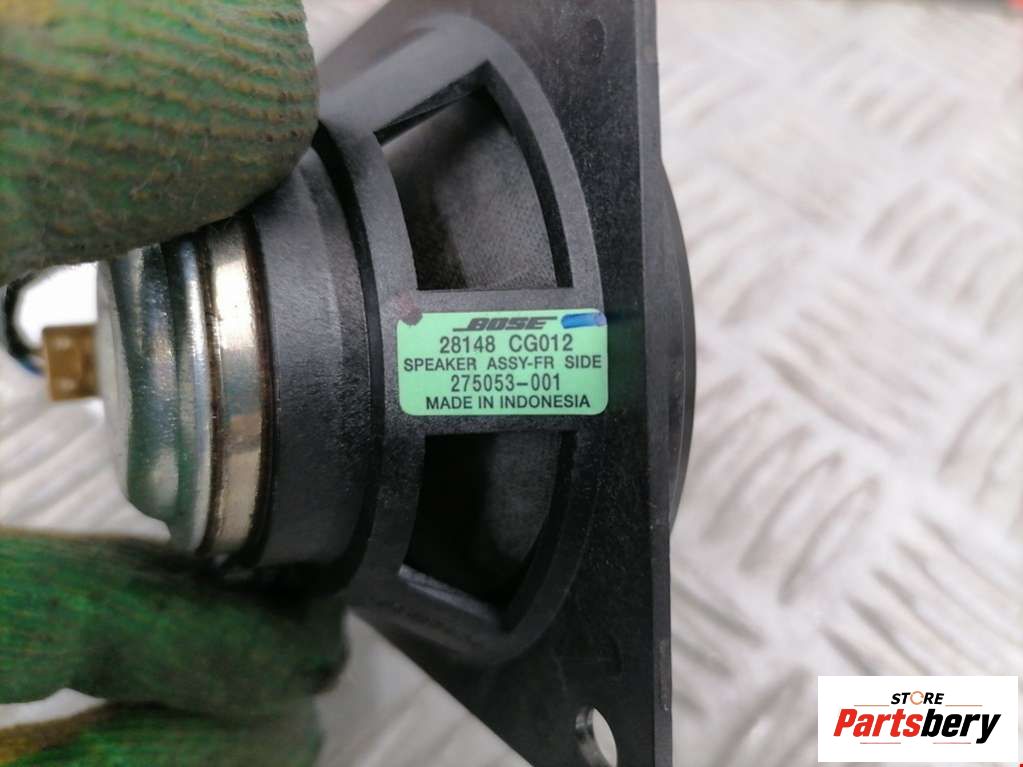 BOSE
28148 CG012
SPEAKER ASSY-FR SIDE
275053-001
MADE IN INDONESIA
STORE
Partsbery